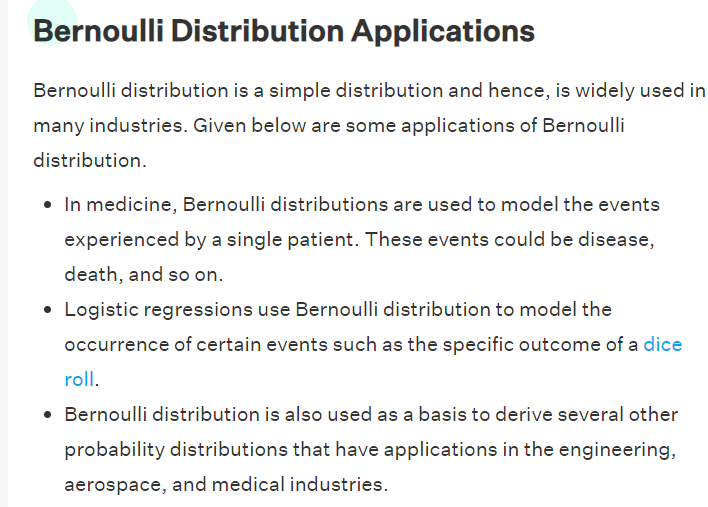 Bernoulli Distribution Applications
Bernoulli distribution is a simple distribution and hence, is widely used in
many industries. Given below are some applications of Bernoulli
distribution.
• In medicine, Bernoulli distributions are used to model the events
experienced by a single patient. These events could be disease,
death, and so on.
• Logistic regressions use Bernoulli distribution to model the
occurrence of certain events such as the specific outcome of a dice
roll.
• Bernoulli distribution is also used as a basis to derive several other
probability distributions that have applications in the engineering,
aerospace, and medical industries.